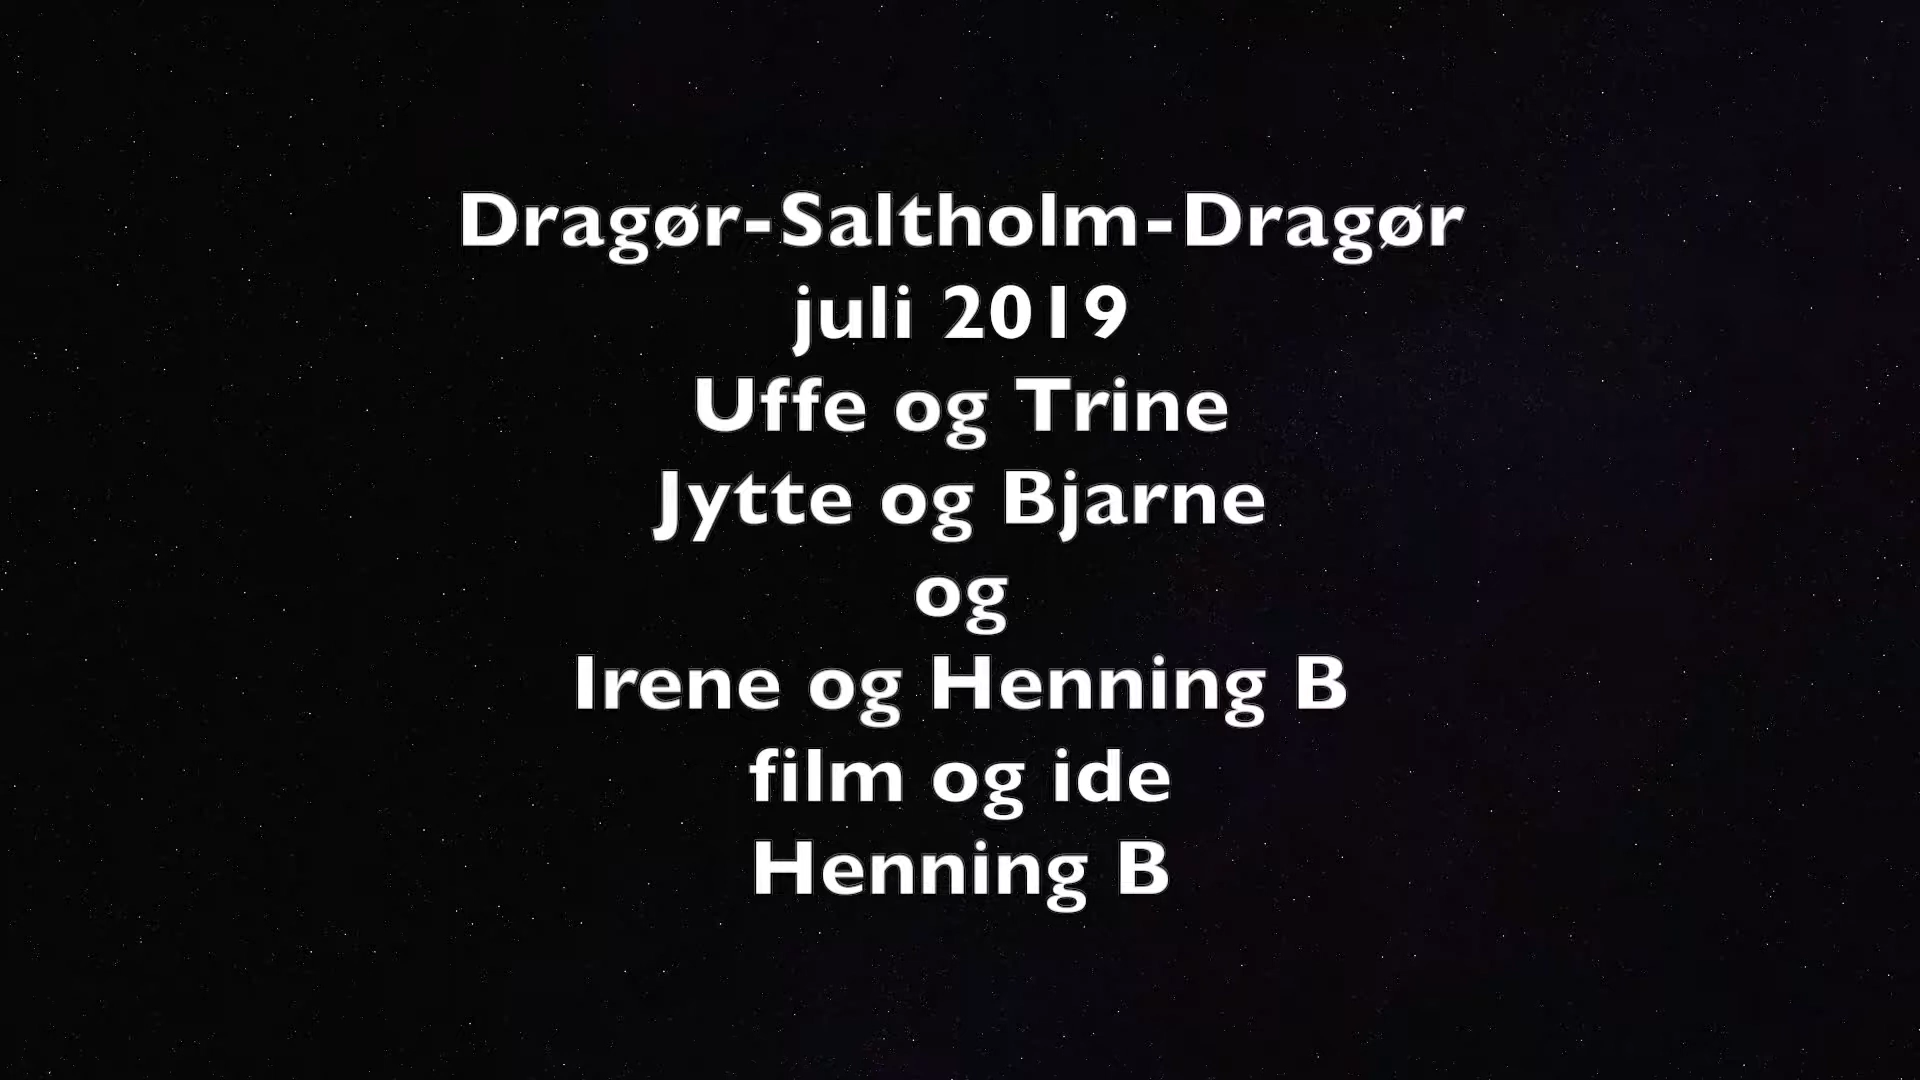 Dragør-Saltholm-Dragør
juli 2019
Uffe og Trine
Jytte og Bjarne
og
Irene og Henning B
film og ide
Henning B